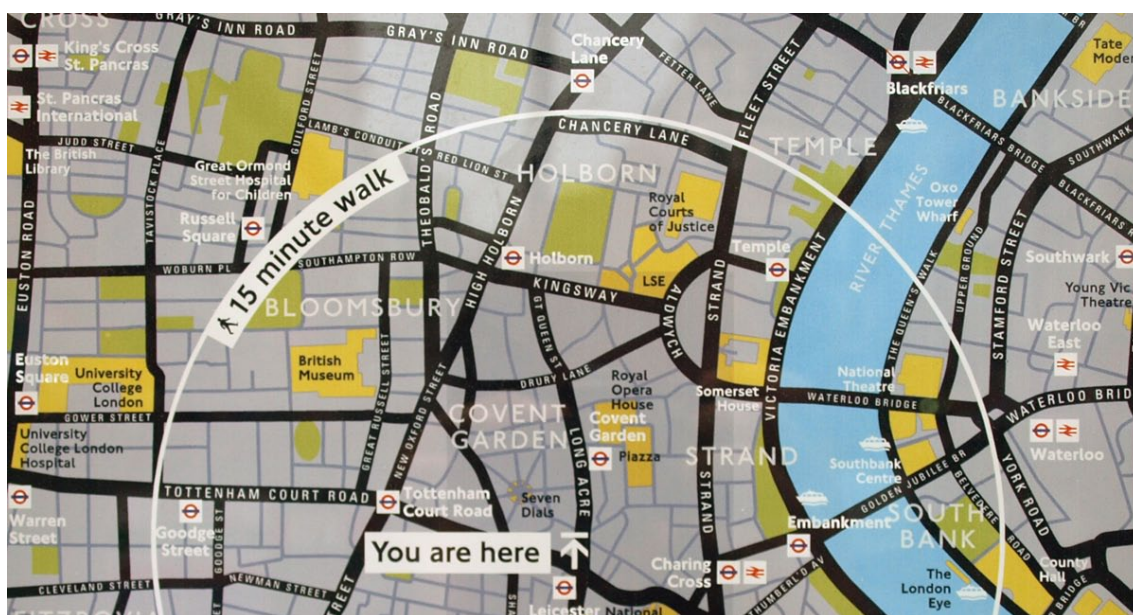 CROSS
GRAY'S INN ROAD
GRAY'S INN ROAD
King's Cross
St. Pancras
St. Pancras
International
JUDD STREET
The British
Library
TAVISTOCK PLACE
GUILFORD STREET
LAMB'S CONDUIT
RED LION ST
Great Ormond
Street Hospital
for Children
Russell
Square
THEOBALD'S ROAD
Chancery
Lane
FETTER LANE
FLEET STREET
CHANCERY LANE
Blackfriars
Tate
Moder
BANKSIDE
BLACKFRIARS BRIDGE
SOUTHWARK
BLACKFRIARS R
TEMPLE
HOLBORN
Royal
Courts
of Justice
RIVER THAMES
Oxo
Tower
Wharf
15 minute walk
EUSTON ROAD
WOBURN PL
SOUTHAMPTON ROW
HIGH HOLBORN
Holborn
KINGSWAY
LSE
ALDWYCH
STRAND
Temple
VICTORIA EMBANKMENT
THE QUEEN'S WALK
UPPER GROUND
STAMFORD STREET
Southwark
Young Vic
Theatre
Waterloo
East
BLOOMSBURY
British
Museum
GREAT RUSSELL STREET
GT QUEEN ST
DRURY LANE
Royal
Opera
House
Somerset
House
WATERLOO BRIDGE
National
Theatre
WATERLOO BRID
Euston
Square
University
College
London
GOWER STREET
University
College London
Hospital
NEW OXFORD STREET
COVENT
GARDEN
LONG ACRE
Covent
Garden
Piazza
STRAND
STRAND
Southbank
Centre
GOLDEN JUBILEE BR
BELVEDERE ROAD
YORK ROAD
Waterloo
Warren
Street
TOTTENHAM COURT ROAD
Goodge
Street
GOODGE ST
Tottenham
Court Road
Seven
Dials
You are here
Embankment
SOUTH
BANK
Charing
Cross
County
Hall
BRIDGE
The
London
Eye
CLEVELAND STREET
NEWMAN STREET
STREET
Leicester
National